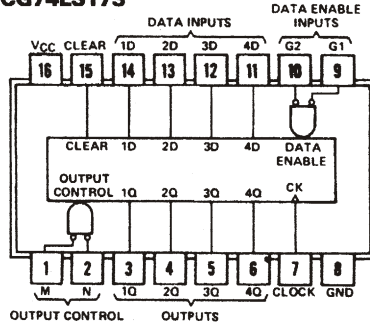 DATA INPUTS
DATA ENABLE
INPUTS
VCC CLEAR 1D 2D 3D 4D G2 G1
16 15 14 13 12 11 10 9
CLEAR 1D 2D 3D 4D DATA
ENABLE
OUTPUT
CONTROL 1Q 2Q 3Q 4Q CK
1 2 3 4 5 6 7 8
M N 1Q 2Q 3Q 4Q CLOCK GND
OUTPUT CONTROL OUTPUTS